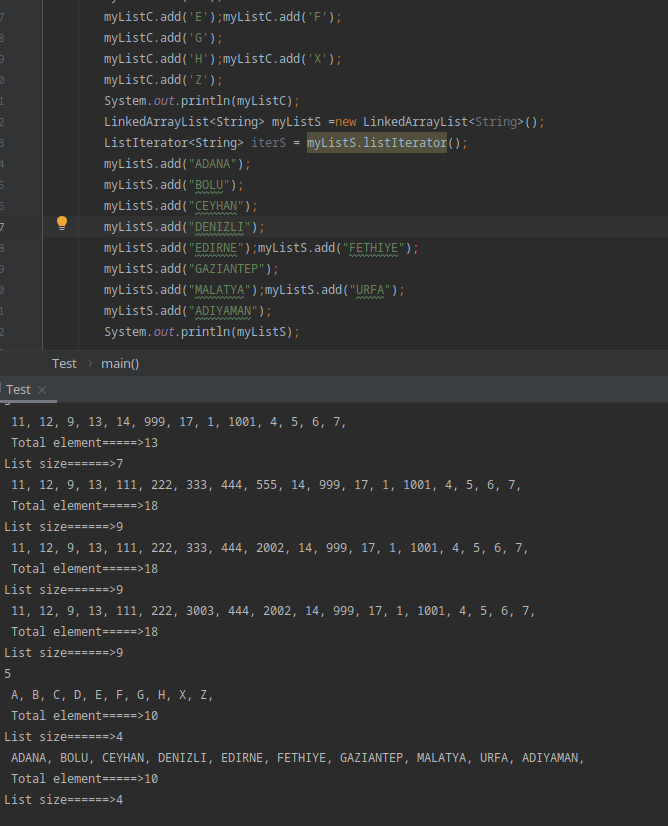 myListC.add('E');myListC.add('F');
myListC.add('G');
myListC.add('H');myListC.add('X');
myListC.add('Z');
System.out.println(myListC);
LinkedArrayList<String> myListS =new LinkedArrayList<String>();
ListIterator<String> iterS = myListS.listIterator();
myListS.add("ADANA");
myListS.add("BOLU");
myListS.add("CEYHAN");
myListS.add("DENIZLI");
myListS.add("EDIRNE");myListS.add("FETHIYE");
myListS.add("GAZIANTEP");
myListS.add("MALATYA");myListS.add("URFA");
myListS.add("ADIYAMAN");
System.out.println(myListS);
Test › main()
Test ×
11, 12, 9, 13, 14, 999, 17, 1, 1001, 4, 5, 6, 7,
Total element=====>13
List size======>7
11, 12, 9, 13, 111, 222, 333, 444, 555, 14, 999, 17, 1, 1001, 4, 5, 6, 7,
Total element=====>18
List size======>9
11, 12, 9, 13, 111, 222, 333, 444, 2002, 14, 999, 17, 1, 1001, 4, 5, 6, 7,
Total element=====>18
List size======>9
11, 12, 9, 13, 111, 222, 3003, 444, 2002, 14, 999, 17, 1, 1001, 4, 5, 6, 7,
Total element=====>18
List size======>9
5
A, B, C, D, E, F, G, H, X, Z,
Total element=====>10
List size======>4
ADANA, BOLU, CEYHAN, DENIZLI, EDIRNE, FETHIYE, GAZIANTEP, MALATYA, URFA, ADIYAMAN,
Total element=====>10
List size======>4